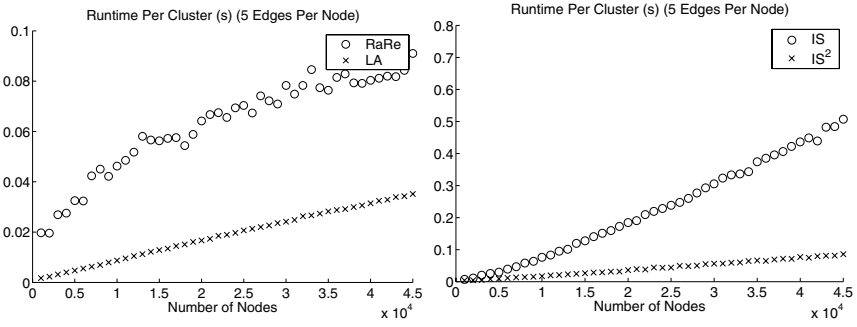 Runtime Per Cluster (s) (5 Edges Per Node)
0.1
0.08
0.06
0.04
0.02
0
RaRe
LA
0 0.5 1 1.5 2 2.5 3 3.5 4 4.5
Number of Nodes
x 10^4
Runtime Per Cluster (s) (5 Edges Per Node)
0.8
0.7
0.6
0.5
0.4
0.3
0.2
0.1
0
IS
IS^2
0 0.5 1 1.5 2 2.5 3 3.5 4 4.5
Number of Nodes
x 10^4